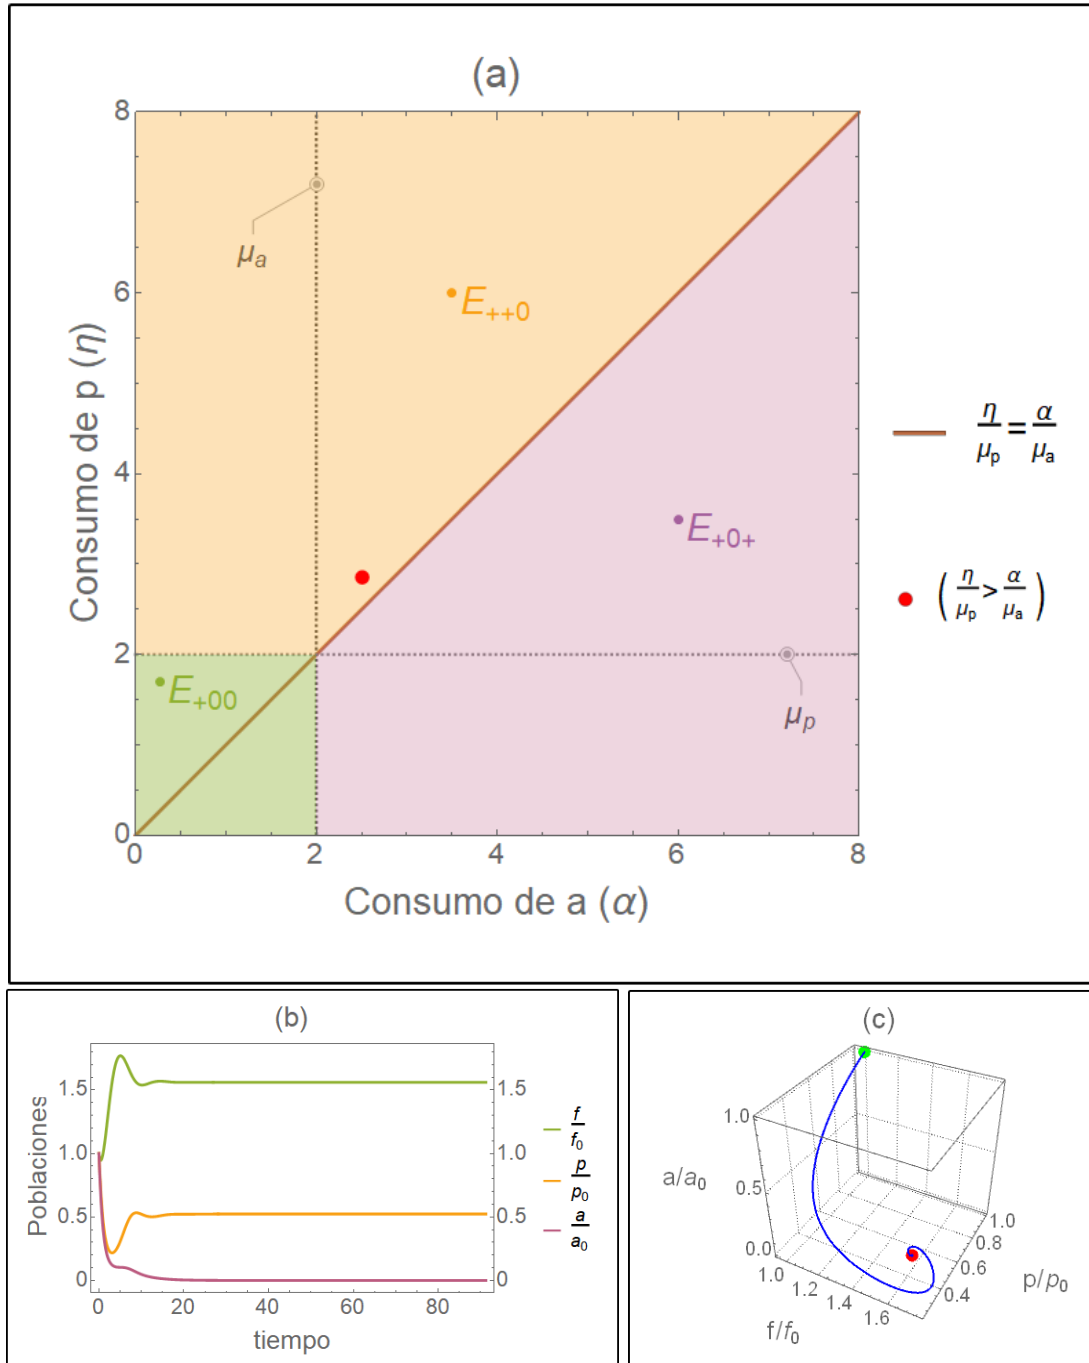 (a)
8
6
4
2
0
0 2 4 6 8
Consumo de p (η)
Consumo de a (α)
μa
E++0
E+0+
E+00
μp
η/μp = α/μa
( η/μp > α/μa )
(b)
Poblaciones
1.5
1.0
0.5
0
1.5
1.0
0.5
0
0 20 40 60 80
tiempo
f/f0
p/p0
a/a0
(c)
a/a0
1.0
0.5
0.0
1.0
1.2
1.4
1.6
f/f0
0.4
0.6
0.8
1.0
p/p0